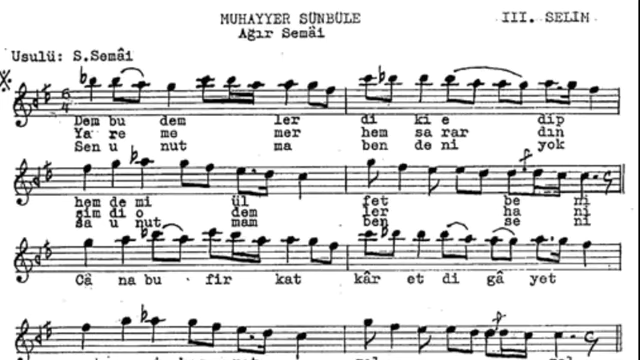 MUHAYYER SÜNBÜLE III. SELİM
Ağır Semâi
Usulü: S.Semâi
6
4
Dem bu dem ler di ki e dip
Ya re me mer hem sa rar dın
Sen u nut ma ben de ni yok
hem de mi ül fet be ni
şim di o dem ler ha ni
sa u nut mam ben se ni
Câ na bu fir kat kâr et di gâ yet